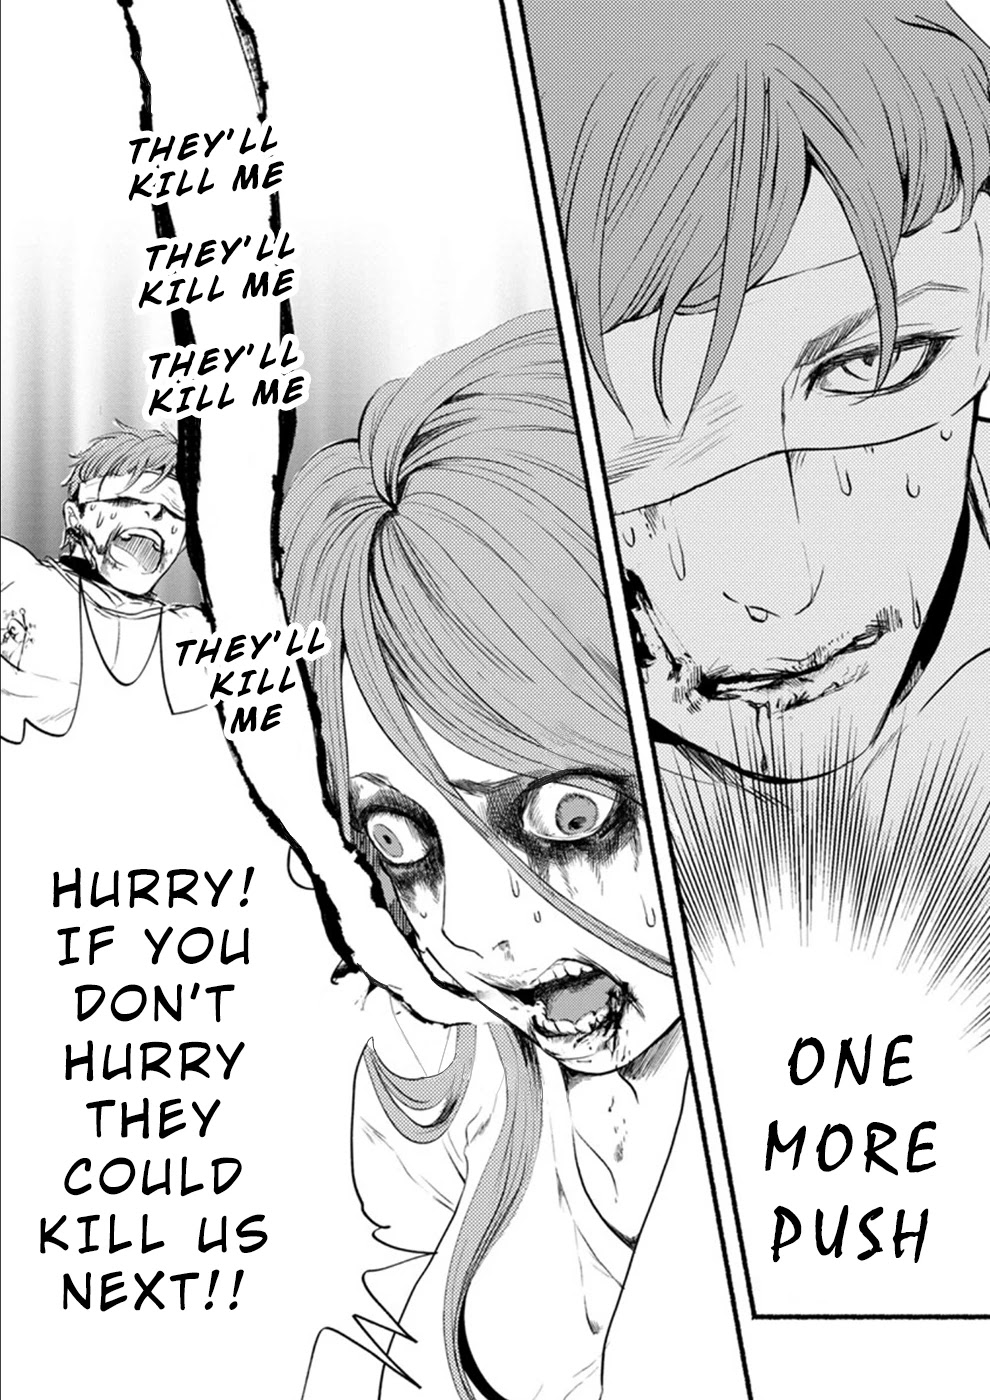 ONE
MORE
PUSH
THEY'LL
KILL ME
THEY'LL
KILL ME
THEY'LL
KILL ME
THEY'LL
KILL
ME
HURRY!
IF YOU
DON'T
HURRY
THEY
COULD
KILL US
NEXT!!